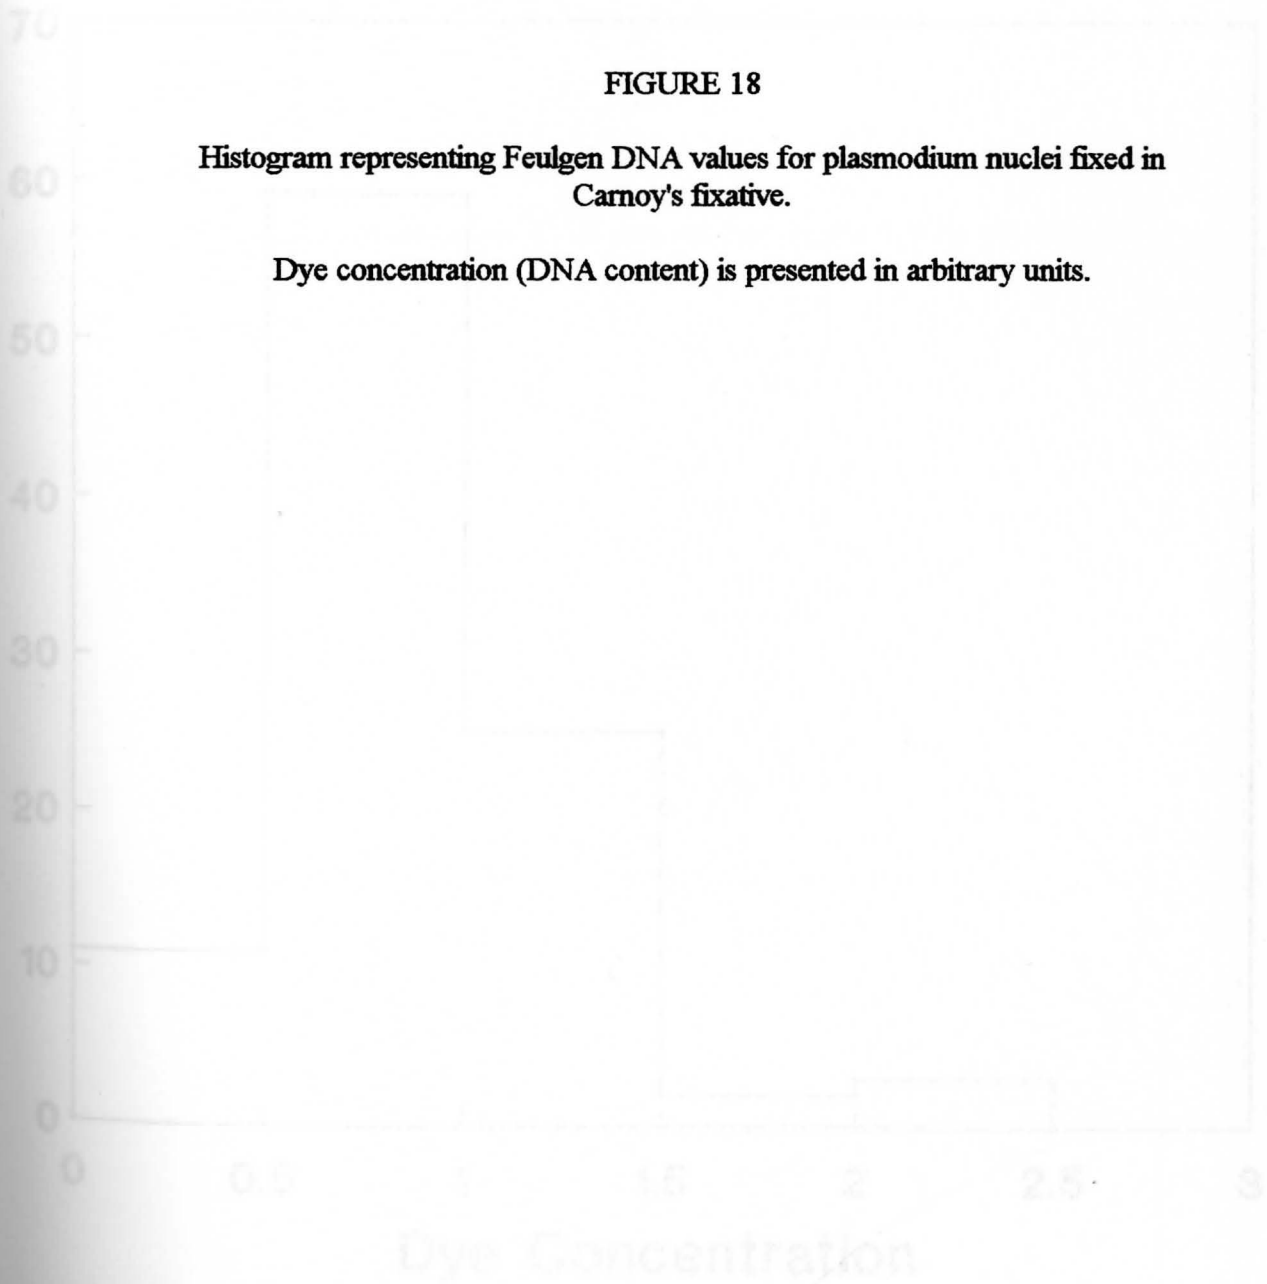 FIGURE 18
Histogram representing Feulgen DNA values for plasmodium nuclei fixed in
Carnoy's fixative.
Dye concentration (DNA content) is presented in arbitrary units.
70
60
50
40
30
20
10
0
0 0.5 1 1.5 2 2.5 3
Dye Concentration